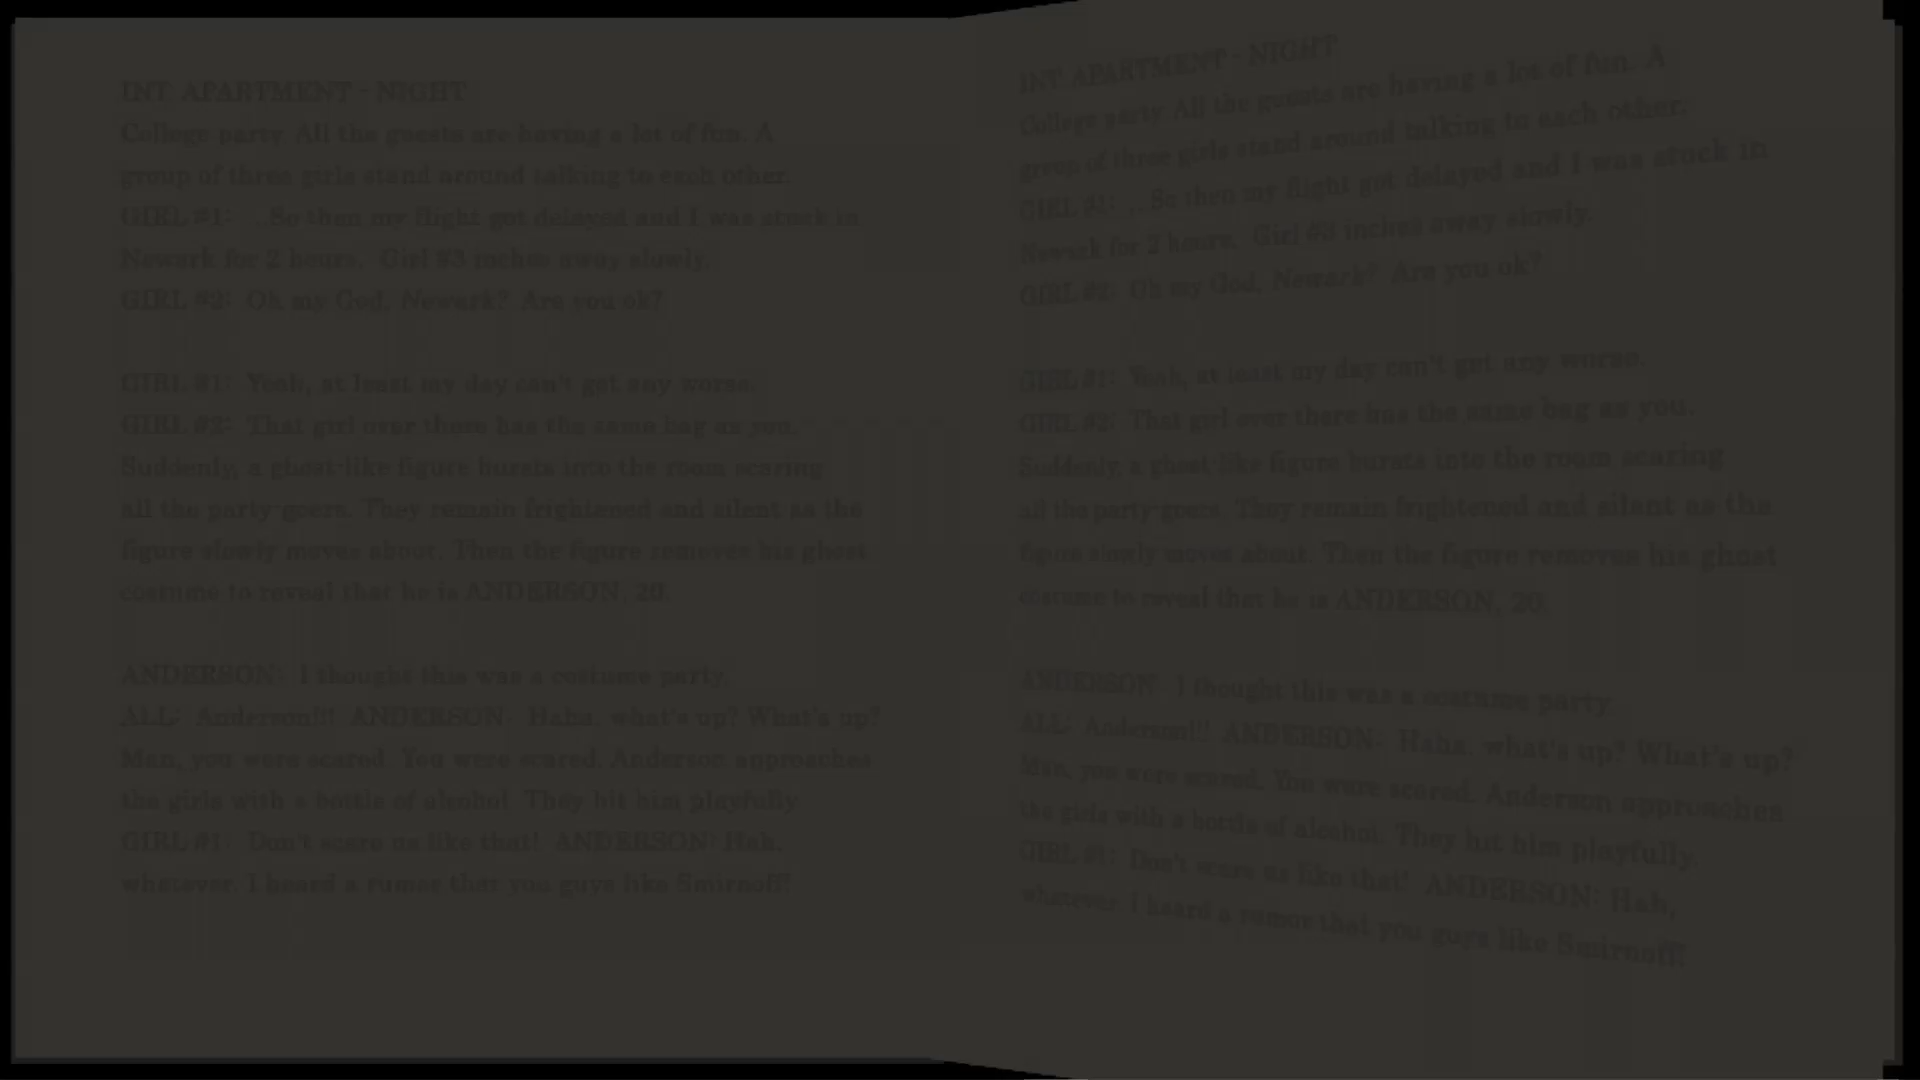 INT. APARTMENT - NIGHT
College party. All the guests are having a lot of fun. A
group of three girls stand around talking to each other.
GIRL #1: ...So then my flight got delayed and I was stuck in
Newark for 2 hours. Girl #3 inches away slowly.
GIRL #2: Oh my God, Newark? Are you ok?
GIRL #1: Yeah, at least my day can't get any worse.
GIRL #2: That girl over there has the same bag as you.
Suddenly, a ghost-like figure bursts into the room scaring
all the party-goers. They remain frightened and silent as the
figure slowly moves about. Then the figure removes his ghost
costume to reveal that he is ANDERSON, 20.
ANDERSON: I thought this was a costume party.
ALL: Anderson!!! ANDERSON: Haha, what's up? What's up?
Man, you were scared. You were scared. Anderson approaches
the girls with a bottle of alcohol. They hit him playfully
GIRL #1: Don't scare us like that! ANDERSON: Hah,
whatever. I heard a rumor that you guys like Smirnoff!
INT. APARTMENT - NIGHT
College party. All the guests are having a lot of fun. A
group of three girls stand around talking to each other.
GIRL #1: ...So then my flight got delayed and I was stuck in
Newark for 2 hours. Girl #3 inches away slowly.
GIRL #2: Oh my God, Newark? Are you ok?
GIRL #1: Yeah, at least my day can't get any worse.
GIRL #2: That girl over there has the same bag as you.
Suddenly, a ghost-like figure bursts into the room scaring
all the party-goers. They remain frightened and silent as the
figure slowly moves about. Then the figure removes his ghost
costume to reveal that he is ANDERSON, 20.
ANDERSON: I thought this was a costume party.
ALL: Anderson!!! ANDERSON: Haha, what's up? What's up?
Man, you were scared. You were scared. Anderson approaches
the girls with a bottle of alcohol. They hit him playfully
GIRL #1: Don't scare us like that! ANDERSON: Hah,
whatever. I heard a rumor that you guys like Smirnoff!